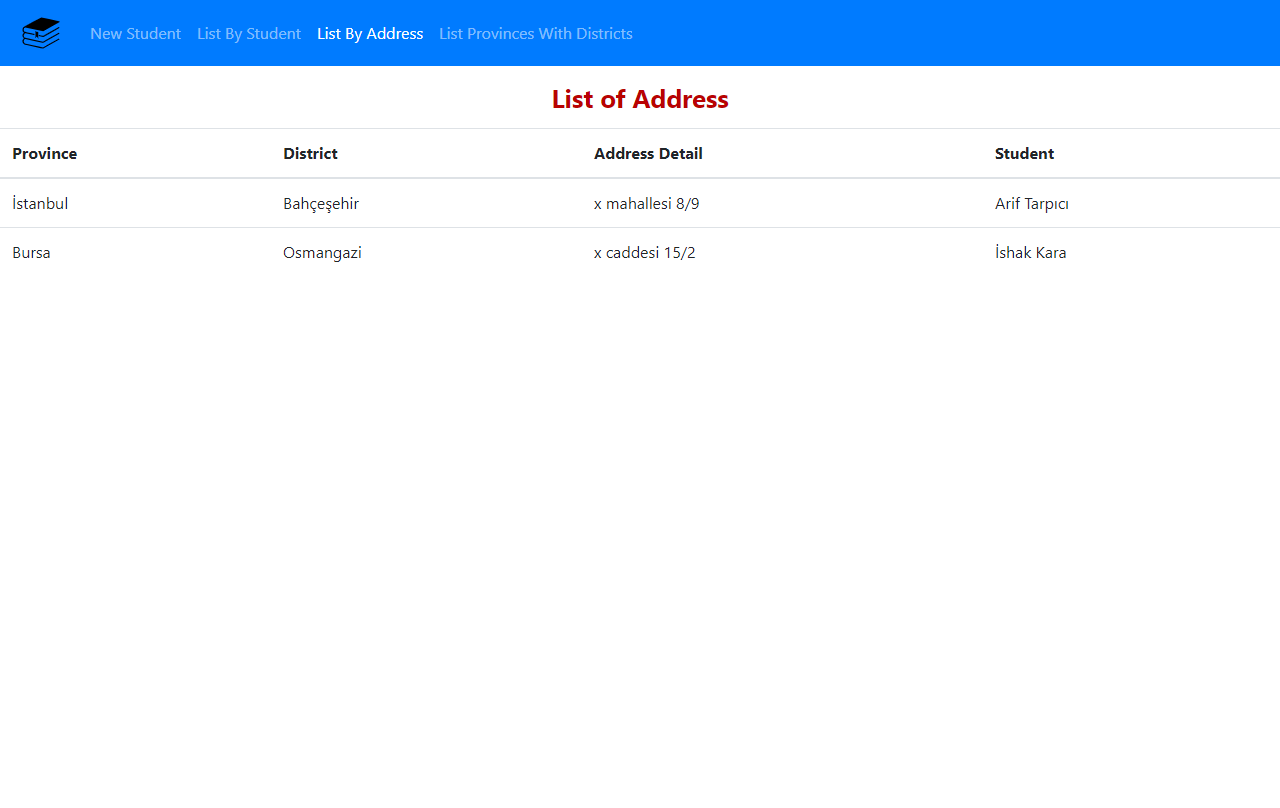 New Student List By Student List By Address List Provinces With Districts
List of Address
Province District Address Detail Student
İstanbul Bahçeşehir x mahallesi 8/9 Arif Tarpıcı
Bursa Osmangazi x caddesi 15/2 İshak Kara